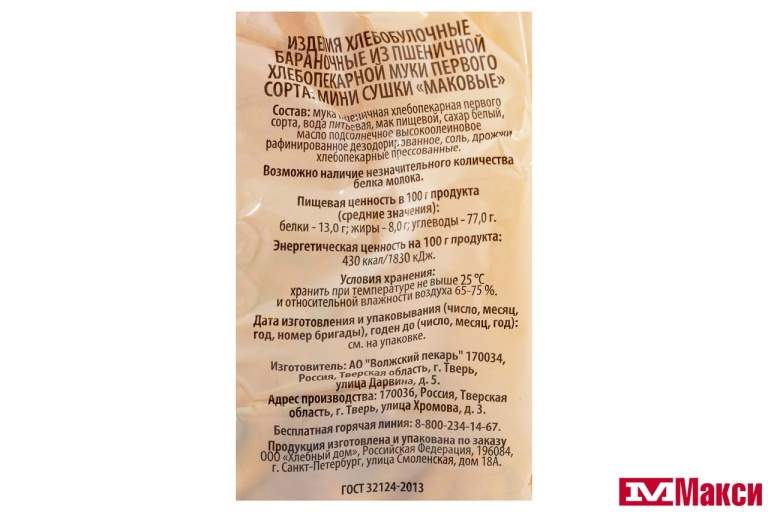 ИЗДЕЛИЯ ХЛЕБОБУЛОЧНЫЕ
БАРАНОЧНЫЕ ИЗ ПШЕНИЧНОЙ
ХЛЕБОПЕКАРНОЙ МУКИ ПЕРВОГО
СОРТА: МИНИ СУШКИ «МАКОВЫЕ»
Состав: мука пшеничная хлебопекарная первого
сорта, вода питьевая, мак пищевой, сахар белый,
масло подсолнечное высокоолеиновое
рафинированное дезодорированное, соль, дрожжи
хлебопекарные прессованные.
Возможно наличие незначительного количества
белка молока.
Пищевая ценность в 100 г продукта
(средние значения):
белки - 13,0 г; жиры - 8,0 г; углеводы - 77,0 г.
Энергетическая ценность на 100 г продукта:
430 ккал/1830 кДж.
Условия хранения:
хранить при температуре не выше 25 °С
и относительной влажности воздуха 65-75 %.
Дата изготовления и упаковывания (число, месяц,
год, номер бригады), годен до (число, месяц, год):
см. на упаковке.
Изготовитель: АО "Волжский пекарь" 170034,
Россия, Тверская область, г. Тверь,
улица Дарвина, д. 5.
Адрес производства: 170036, Россия, Тверская
область, г. Тверь, улица Хромова, д. 3.
Бесплатная горячая линия: 8-800-234-14-67.
Продукция изготовлена и упакована по заказу
ООО «Хлебный дом», Российская Федерация, 196084,
г. Санкт-Петербург, улица Смоленская, дом 18А.
ГОСТ 32124-2013
М Макси